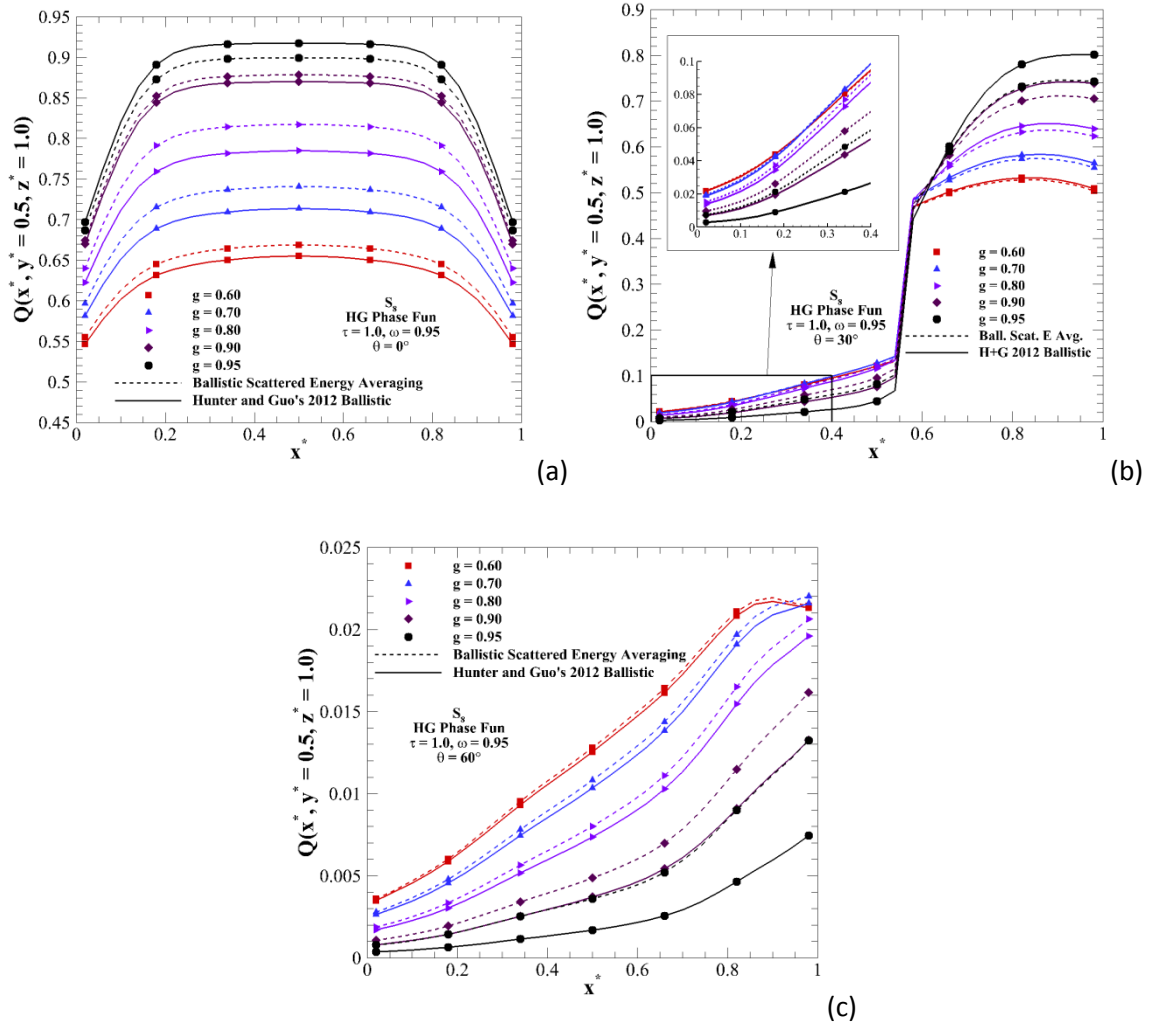 0.95
0.9
0.85
0.8
0.75
0.7
0.65
0.6
0.55
0.5
0.45
Q(x*, y* = 0.5, z* = 1.0)
g = 0.60
g = 0.70
g = 0.80
g = 0.90
g = 0.95
S₈
HG Phase Fun
τ = 1.0, ω = 0.95
θ = 0°
Ballistic Scattered Energy Averaging
Hunter and Guo's 2012 Ballistic
0 0.2 0.4 0.6 0.8 1
x*
(a)
0.9
0.8
0.7
0.6
0.5
0.4
0.3
0.2
0.1
0
Q(x*, y* = 0.5, z* = 1.0)
0.1
0.08
0.06
0.04
0.02
0
0 0.1 0.2 0.3 0.4
g = 0.60
g = 0.70
g = 0.80
g = 0.90
g = 0.95
Ball. Scat. E Avg.
H+G 2012 Ballistic
S₈
HG Phase Fun
τ = 1.0, ω = 0.95
θ = 30°
0 0.2 0.4 0.6 0.8 1
x*
(b)
0.025
0.02
0.015
0.01
0.005
0
Q(x*, y* = 0.5, z* = 1.0)
g = 0.60
g = 0.70
g = 0.80
g = 0.90
g = 0.95
Ballistic Scattered Energy Averaging
Hunter and Guo's 2012 Ballistic
S₈
HG Phase Fun
τ = 1.0, ω = 0.95
θ = 60°
0 0.2 0.4 0.6 0.8 1
x*
(c)